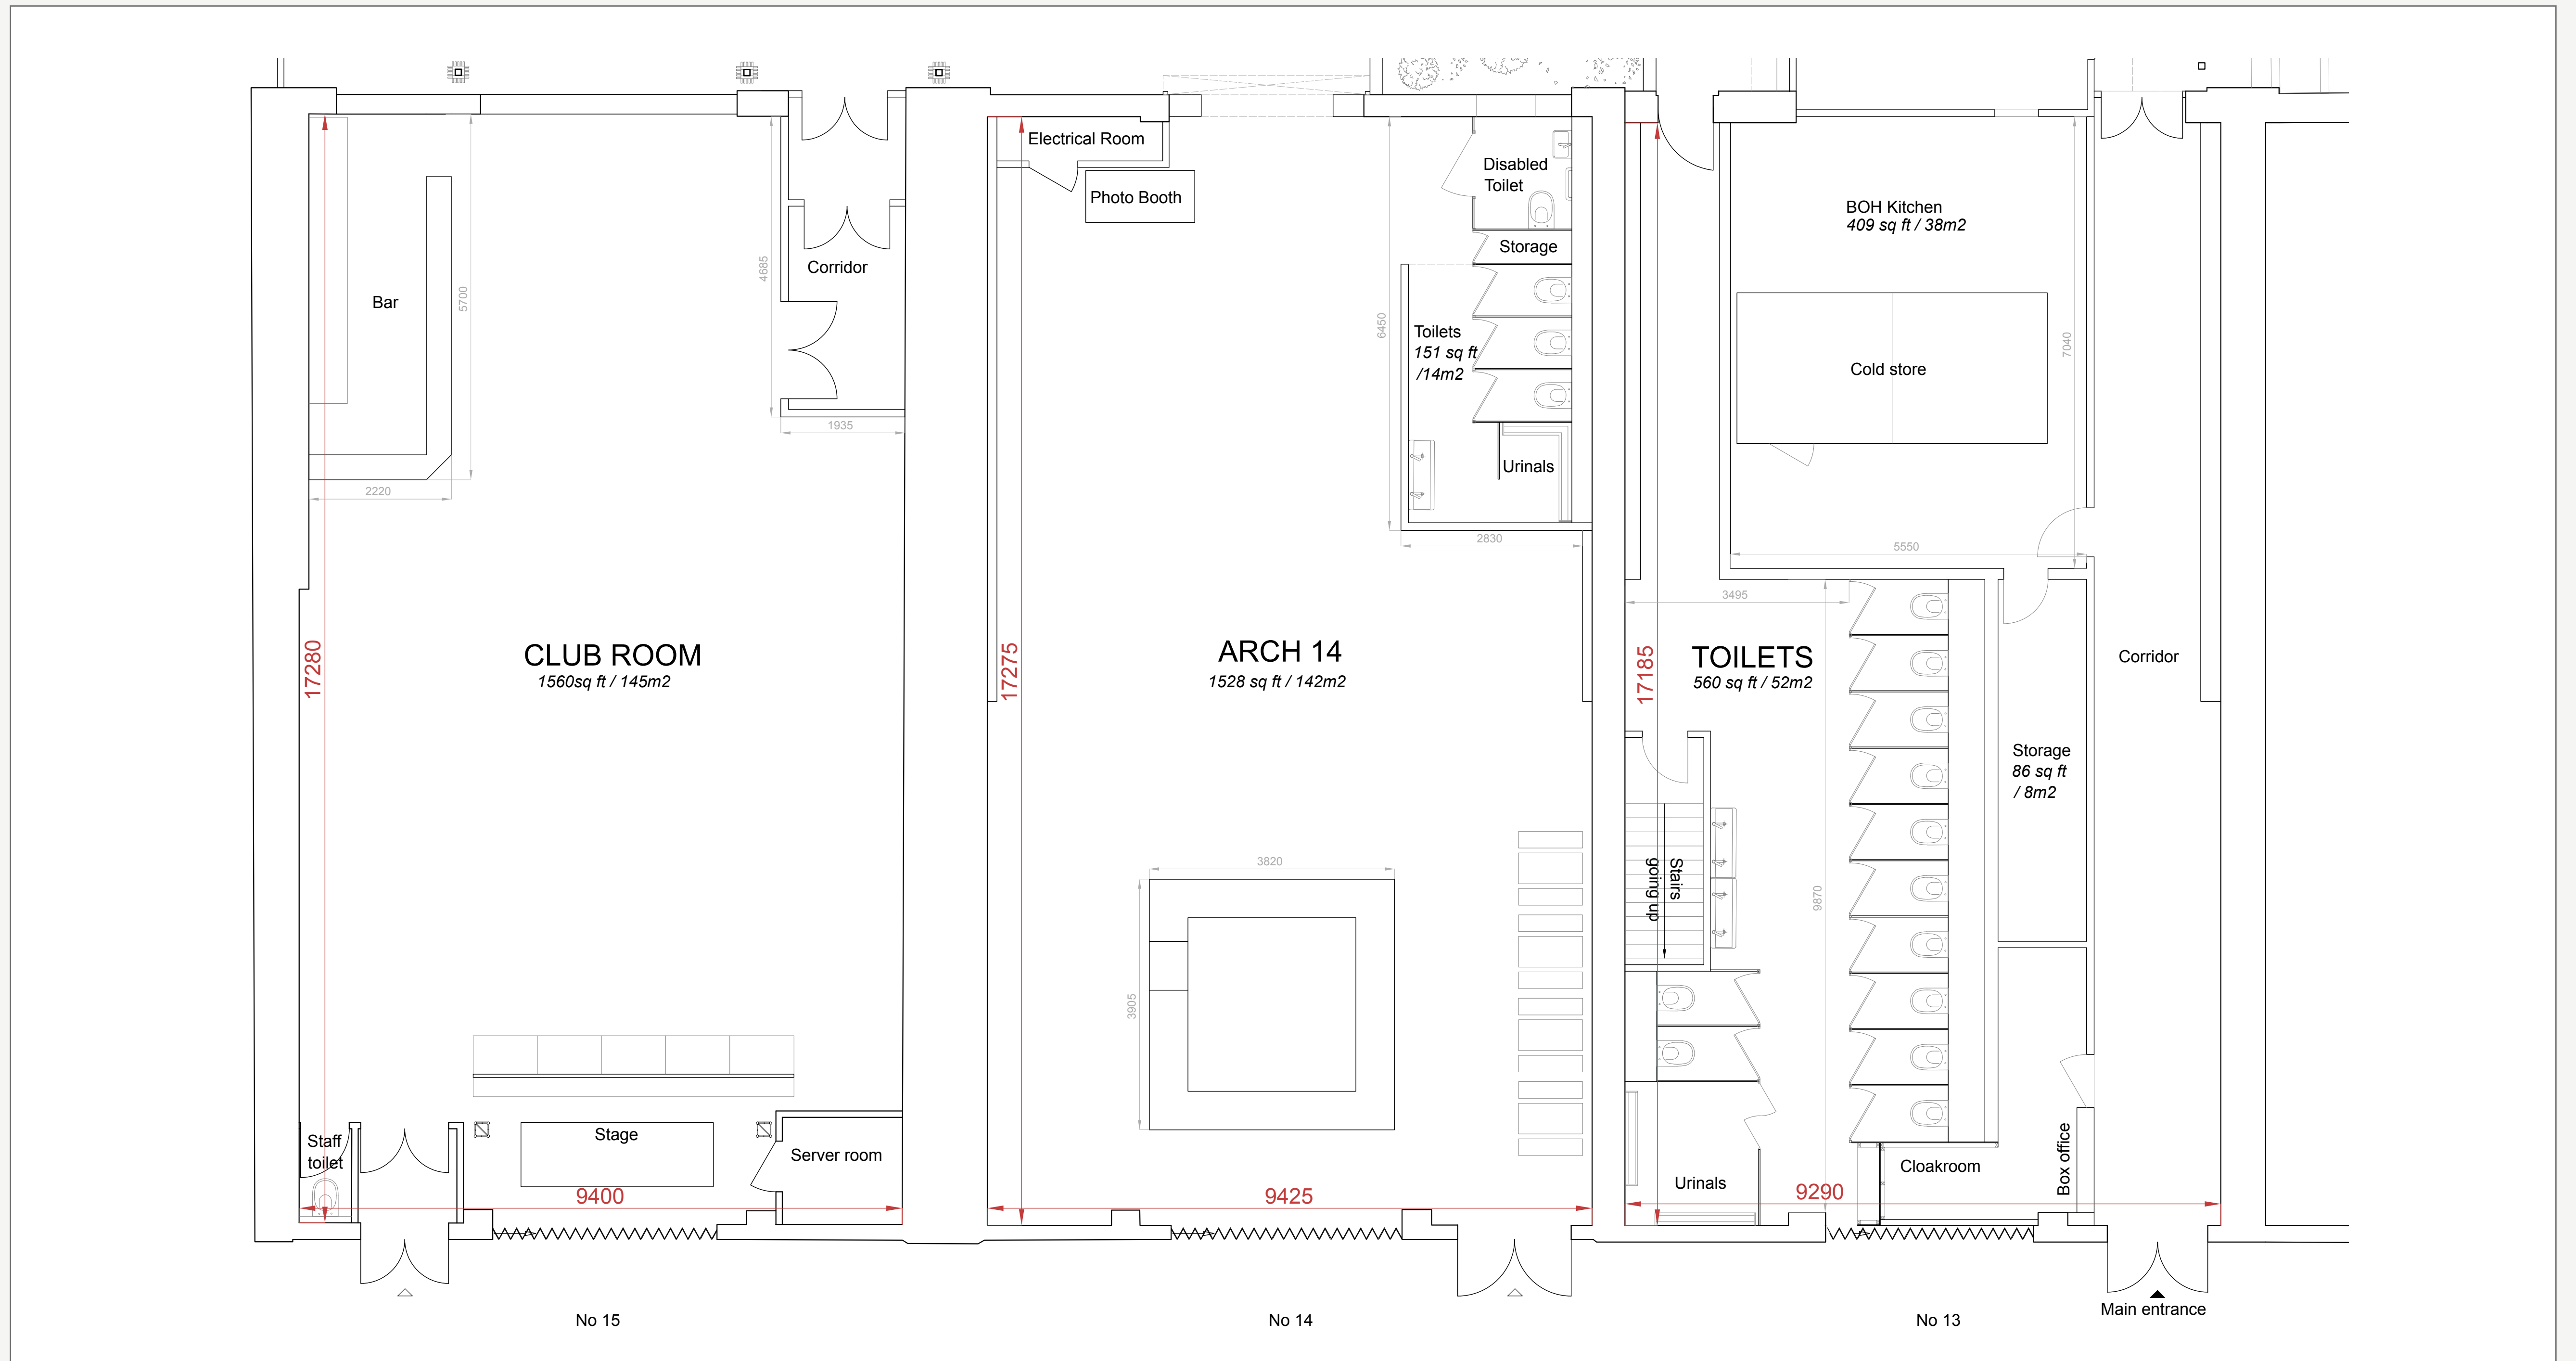 Electrical Room
Photo Booth
Disabled
Toilet
Storage
BOH Kitchen
409 sq ft / 38m2
Corridor
4685
Bar
5700
1935
2220
6450
Toilets
151 sq ft
/14m2
Urinals
2830
Cold store
7040
5550
3495
CLUB ROOM
1560sq ft / 145m2
17280
ARCH 14
1528 sq ft / 142m2
17275
TOILETS
560 sq ft / 52m2
17185
Corridor
Storage
86 sq ft
/ 8m2
Stairs
going up
9870
3820
3905
Staff
toilet
Stage
Server room
Urinals
Cloakroom
Box office
9400
9425
9290
Main entrance
No 15
No 14
No 13